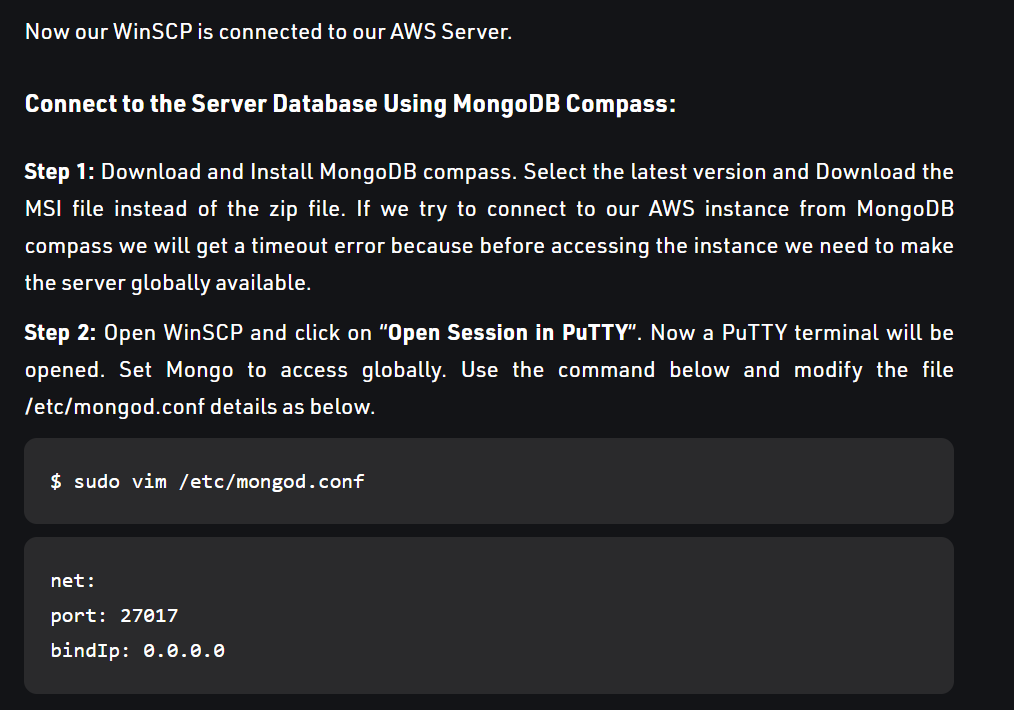 Now our WinSCP is connected to our AWS Server.
Connect to the Server Database Using MongoDB Compass:
Step 1: Download and Install MongoDB compass. Select the latest version and Download the
MSI file instead of the zip file. If we try to connect to our AWS instance from MongoDB
compass we will get a timeout error because before accessing the instance we need to make
the server globally available.
Step 2: Open WinSCP and click on “Open Session in PuTTY”. Now a PuTTY terminal will be
opened. Set Mongo to access globally. Use the command below and modify the file
/etc/mongod.conf details as below.
$ sudo vim /etc/mongod.conf
net:
port: 27017
bindIp: 0.0.0.0